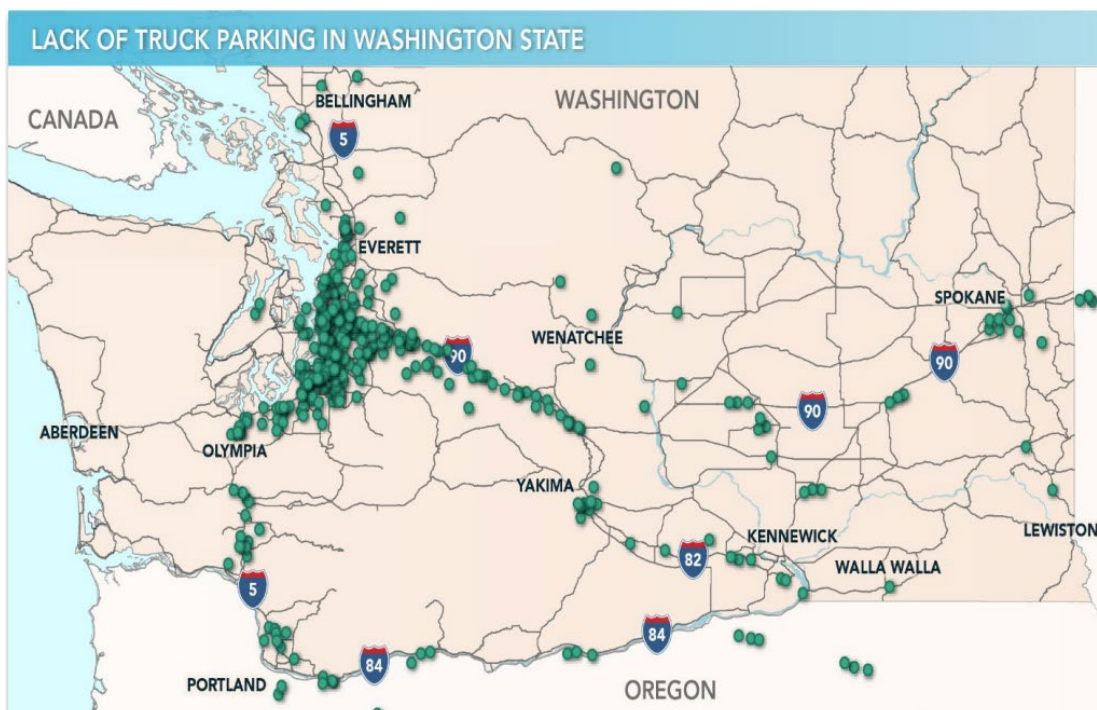 LACK OF TRUCK PARKING IN WASHINGTON STATE
BELLINGHAM
WASHINGTON
CANADA
5
EVERETT
SPOKANE
WENATCHEE
90
90
90
ABERDEEN
OLYMPIA
YAKIMA
KENNEWICK
LEWISTON
82
WALLA WALLA
5
84
84
PORTLAND
OREGON